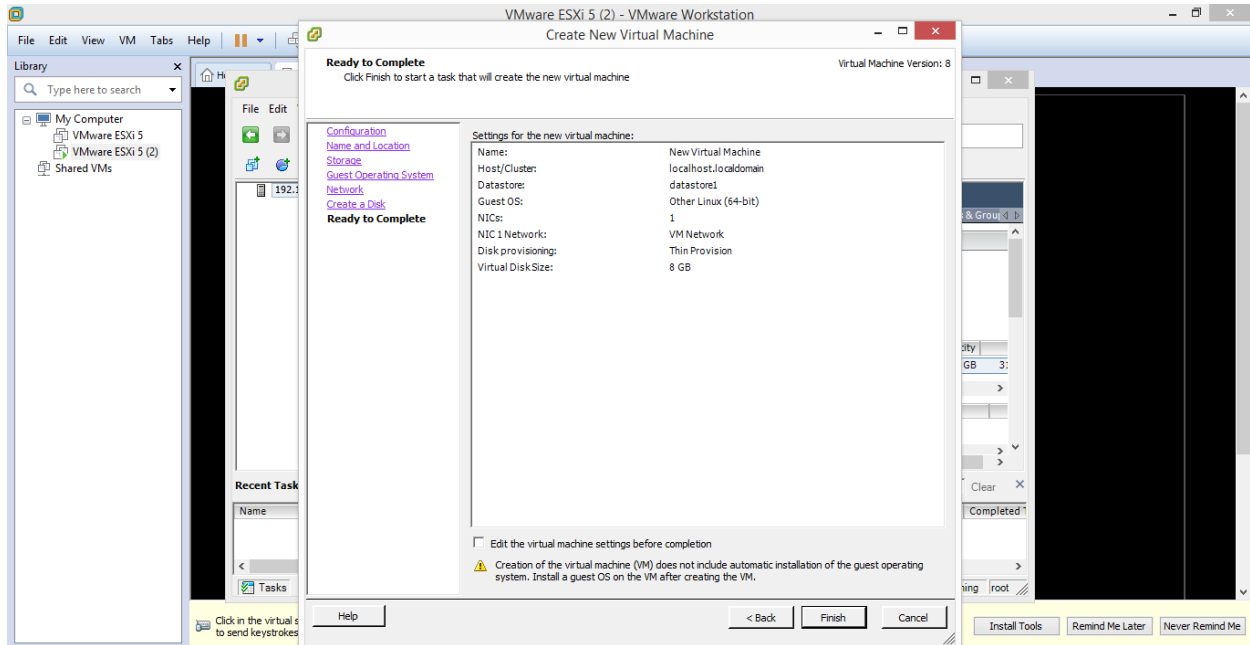 VMware ESXi 5 (2) - VMware Workstation
File Edit View VM Tabs Help
Library
Type here to search
My Computer
VMware ESXi 5
VMware ESXi 5 (2)
Shared VMs
File Edit
Recent Task
Name
Tasks
Click in the virtual
to send keystrokes
Create New Virtual Machine
Ready to Complete
Click Finish to start a task that will create the new virtual machine
Virtual Machine Version: 8
Configuration
Name and Location
Storage
Guest Operating System
Network
Create a Disk
Ready to Complete
Settings for the new virtual machine:
Name: New Virtual Machine
Host/Cluster: localhost.localdomain
Datastore: datastore1
Guest OS: Other Linux (64-bit)
NICs: 1
NIC 1 Network: VM Network
Disk provisioning: Thin Provision
Virtual Disk Size: 8 GB
Edit the virtual machine settings before completion
Creation of the virtual machine (VM) does not include automatic installation of the guest operating
system. Install a guest OS on the VM after creating the VM.
Help
< Back
Finish
Cancel
GB
Clear
Completed
root
Install Tools
Remind Me Later
Never Remind Me